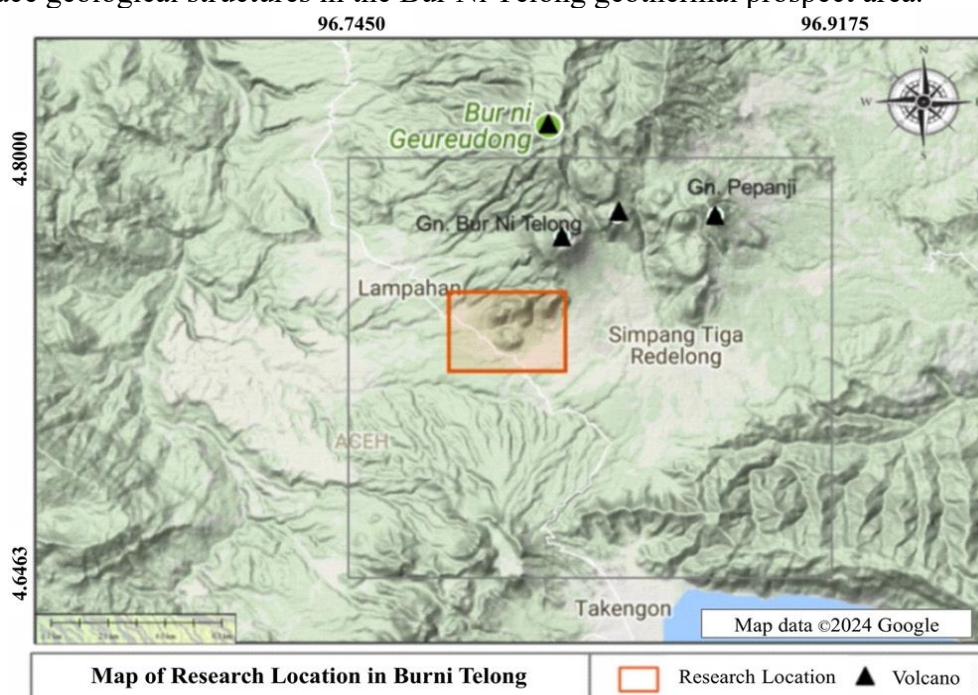 ace geological structures in the Bur Ni Telong geothermal prospect area.
96.7450
96.9175
N
Bur ni
Geureudong
W
4.8000
S
Gn. Pepanji
Gn. Bur Ni Telong
Lampahan
Simpang Tiga
Redelong
ACEH
4.6463
Takengon
Map data ©2024 Google
Map of Research Location in Burni Telong
Research Location
Volcano